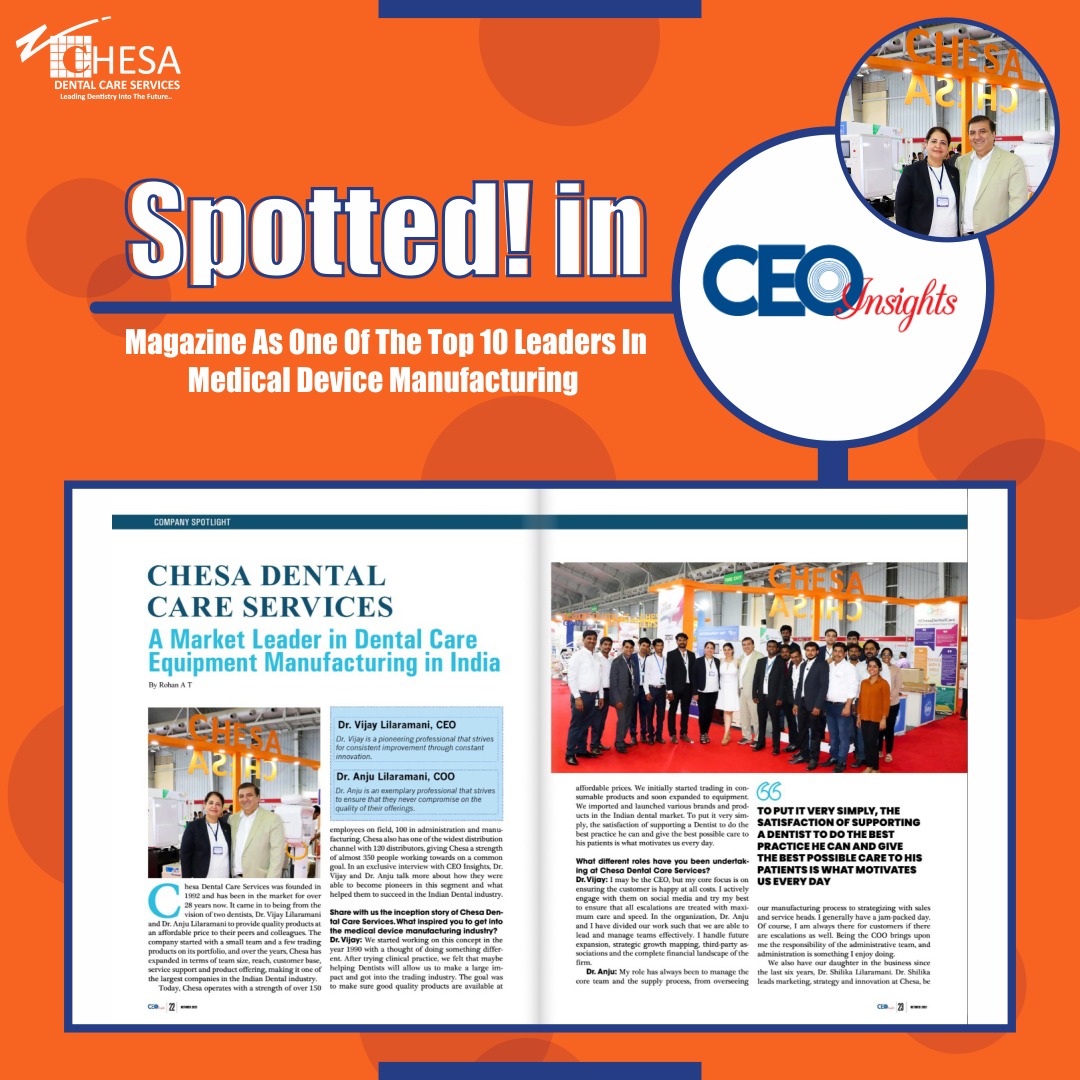 CHESA
DENTAL CARE SERVICES
Leading Dentistry Into The Future..
CHESA
Spotted! in
CEO Insights
Magazine As One Of The Top 10 Leaders In
Medical Device Manufacturing
COMPANY SPOTLIGHT
CHESA DENTAL
CARE SERVICES
A Market Leader in Dental Care
Equipment Manufacturing in India
By Rohan A T
CHESA
Dr. Vijay Lilaramani, CEO
Dr. Vijay is a pioneering professional that strives
for consistent improvement through constant
innovation.
Dr. Anju Lilaramani, COO
Dr. Anju is an exemplary professional that strives
to ensure that they never compromise on the
quality of their offerings.
Chesa Dental Care Services was founded in
1992 and has been in the market for over
28 years now. It came in to being from the
vision of two dentists, Dr. Vijay Lilaramani
and Dr. Anju Lilaramani to provide quality products at
an affordable price to their peers and colleagues. The
company started with a small team and a few trading
products on its portfolio, and over the years, Chesa has
expanded in terms of team size, reach, customer base,
service support and product offering, making it one of
the largest companies in the Indian Dental industry.
Today, Chesa operates with a strength of over 150
employees on field, 100 in administration and manu-
facturing. Chesa also has one of the widest distribution
channel with 120 distributors, giving Chesa a strength
of almost 350 people working towards on a common
goal. In an exclusive interview with CEO Insights, Dr.
Vijay and Dr. Anju talk more about how they were
able to become pioneers in this segment and what
helped them to succeed in the Indian Dental industry.
Share with us the inception story of Chesa Den-
tal Care Services. What inspired you to get into
the medical device manufacturing industry?
Dr. Vijay: We started working on this concept in the
year 1990 with a thought of doing something differ-
ent. After trying clinical practice, we felt that maybe
helping Dentists will allow us to make a large im-
pact and got into the trading industry. The goal was
to make sure good quality products are available at
CEO 22
OCTOBER 2021
FIRE EXIT
CHESA
affordable prices. We initially started trading in con-
sumable products and soon expanded to equipment.
We imported and launched various brands and prod-
ucts in the Indian dental market. To put it very sim-
ply, the satisfaction of supporting a Dentist to do the
best practice he can and give the best possible care to
his patients is what motivates us every day.
What different roles have you been undertak-
ing at Chesa Dental Care Services?
Dr. Vijay: I may be the CEO, but my core focus is on
ensuring the customer is happy at all costs. I actively
engage with them on social media and try my best
to ensure that all escalations are treated with maxi-
mum care and speed. In the organization, Dr. Anju
and I have divided our work such that we are able to
lead and manage teams effectively. I handle future
expansion, strategic growth mapping, third-party as-
sociations and the complete financial landscape of the
firm.
Dr. Anju: My role has always been to manage the
core team and the supply process, from overseeing
TO PUT IT VERY SIMPLY, THE
SATISFACTION OF SUPPORTING
A DENTIST TO DO THE BEST
PRACTICE HE CAN AND GIVE
THE BEST POSSIBLE CARE TO HIS
PATIENTS IS WHAT MOTIVATES
US EVERY DAY
our manufacturing process to strategizing with sales
and service heads. I generally have a jam-packed day.
Of course, I am always there for customers if there
are escalations as well. Being the COO brings upon
me the responsibility of the administrative team, and
administration is something I enjoy doing.
We also have our daughter in the business since
the last six years, Dr. Shilika Lilaramani. Dr. Shilika
leads marketing, strategy and innovation at Chesa, be
CEO 23